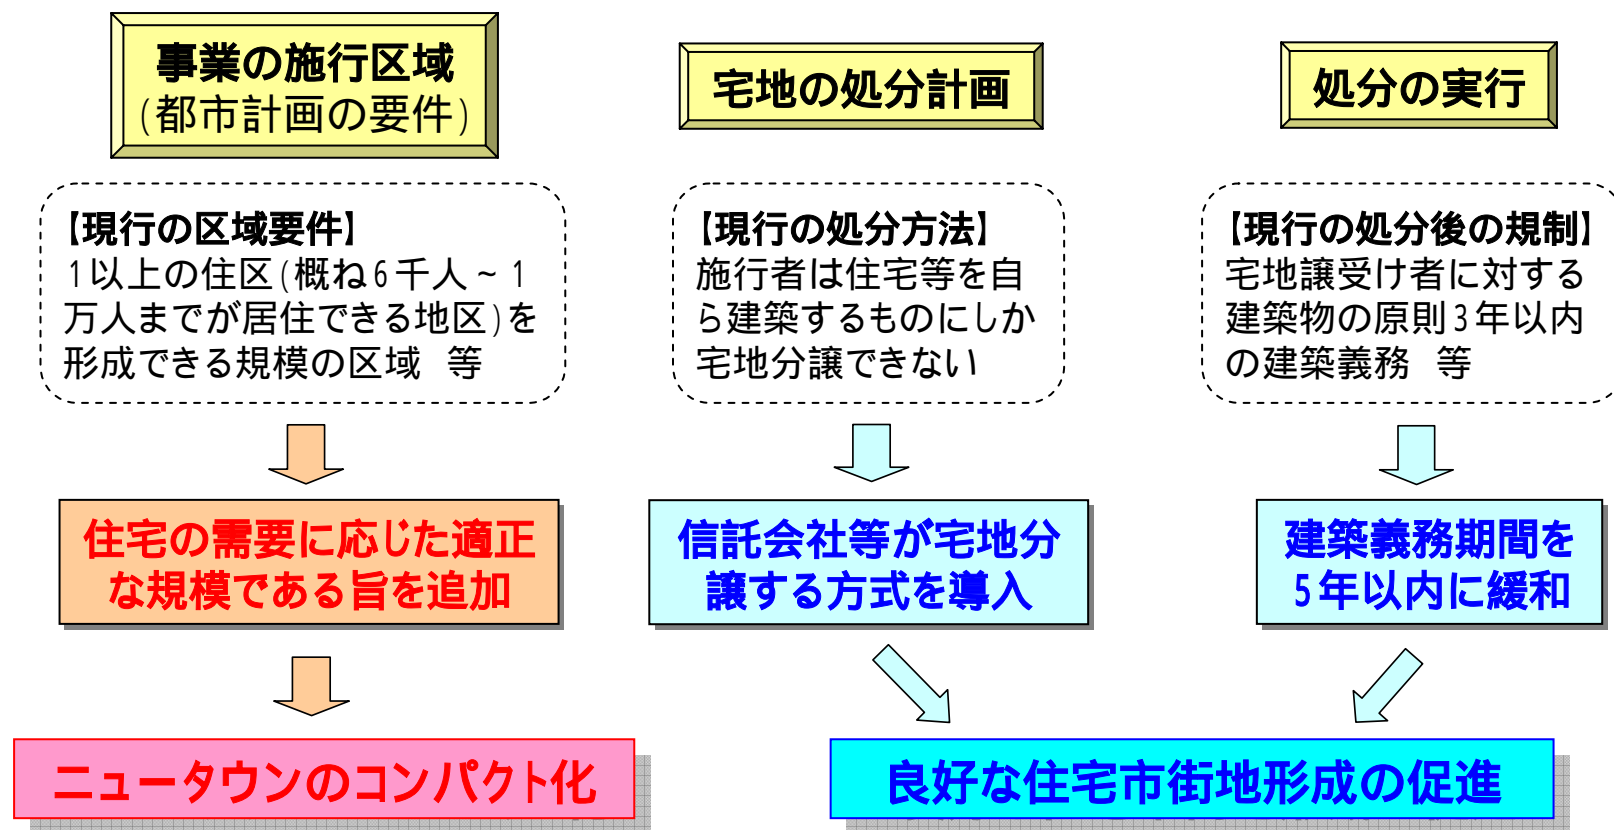 事業の施行区域
(都市計画の要件)
宅地の処分計画
処分の実行
【現行の区域要件】
1以上の住区(概ね6千人~1
万人までが居住できる地区)を
形成できる規模の区域 等
【現行の処分方法】
施行者は住宅等を自
ら建築するものにしか
宅地分譲できない
【現行の処分後の規制】
宅地譲受け者に対する
建築物の原則3年以内
の建築義務 等
住宅の需要に応じた適正
な規模である旨を追加
信託会社等が宅地分
譲する方式を導入
建築義務期間を
5年以内に緩和
ニュータウンのコンパクト化
良好な住宅市街地形成の促進